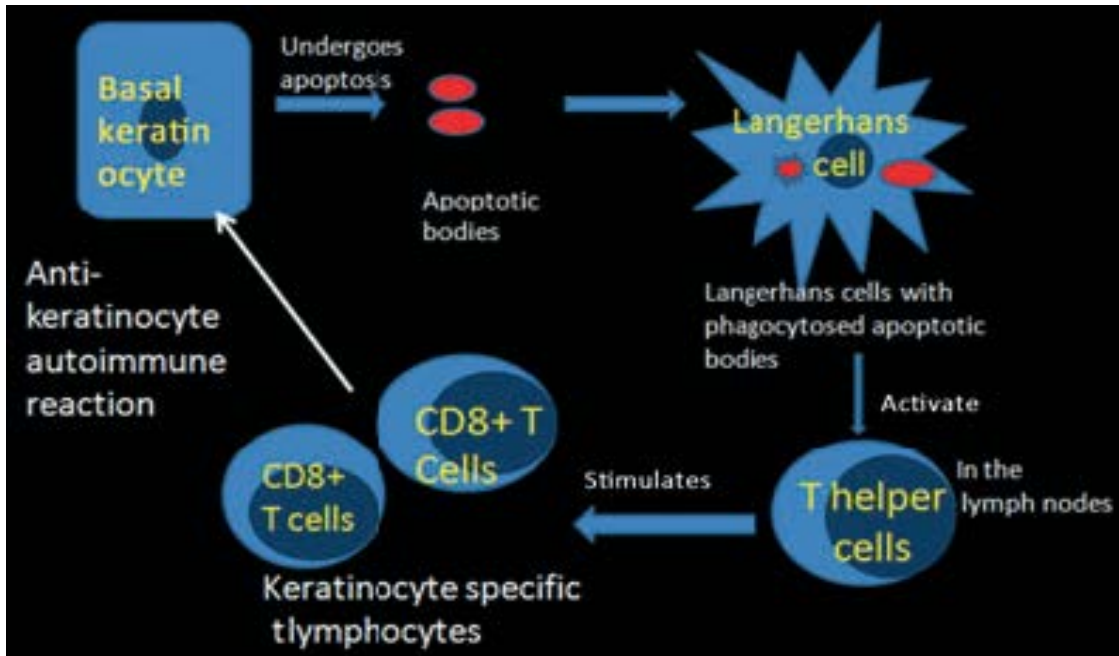 Basal
keratin
ocyte
Undergoes
apoptosis
Apoptotic
bodies
Langerhans
cell
Langerhans cells with
phagocytosed apoptotic
bodies
Activate
T helper
cells
In the
lymph nodes
Stimulates
CD8+ T
Cells
CD8+
T cells
Keratinocyte specific
tlymphocytes
Anti-
keratinocyte
autoimmune
reaction